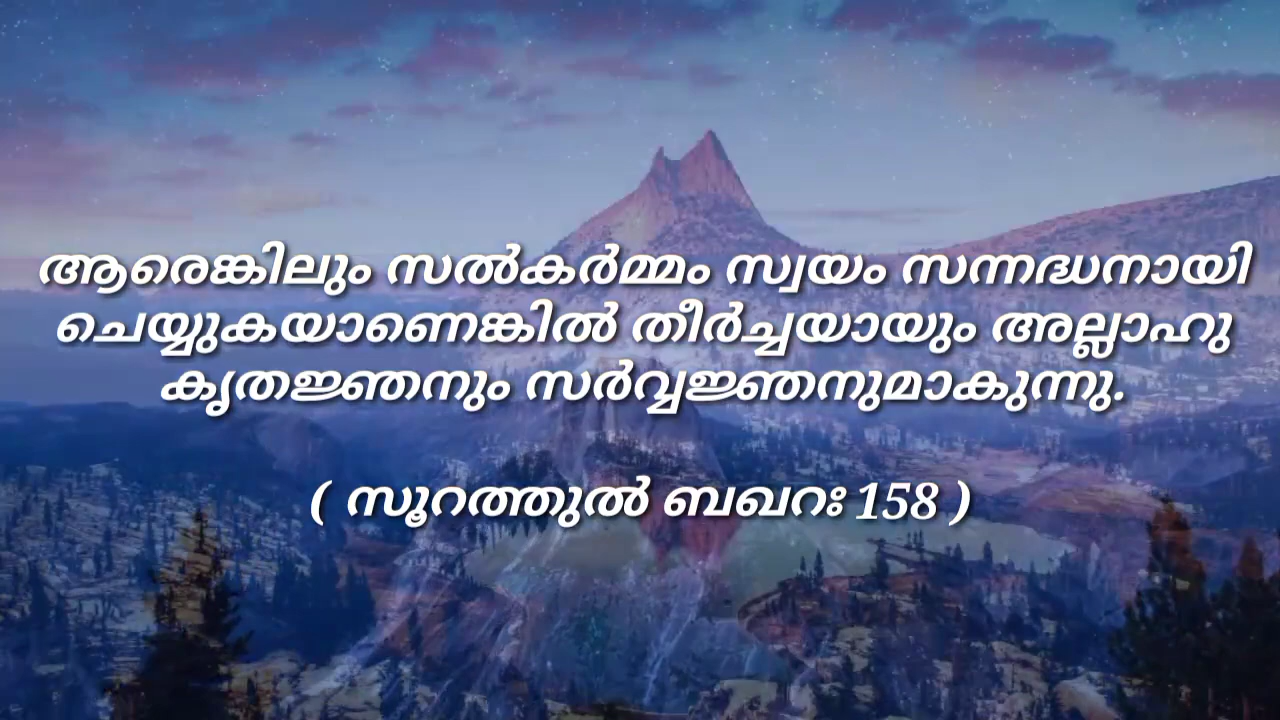 ആരെങ്കിലും സൽകർമ്മം സ്വയം സന്നദ്ധനായി
ചെയ്യുകയാണെങ്കിൽ തീർച്ചയായും അല്ലാഹു
കൃതജ്ഞനും സർവ്വജ്ഞനുമാകുന്നു.
( സൂറത്തുൽ ബഖറഃ 158 )